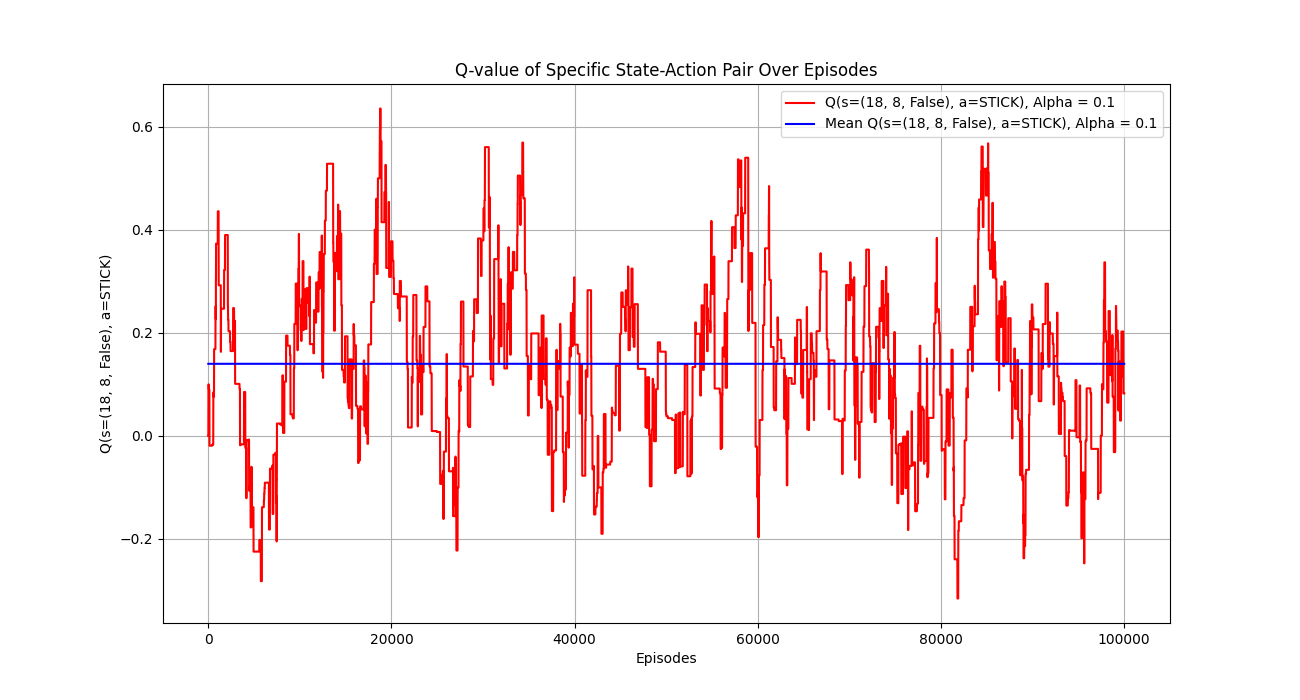 Q-value of Specific State-Action Pair Over Episodes
Q(s=(18, 8, False), a=STICK), Alpha = 0.1
Mean Q(s=(18, 8, False), a=STICK), Alpha = 0.1
Q(s=(18, 8, False), a=STICK)
0.6
0.4
0.2
0.0
−0.2
0
20000
40000
60000
80000
100000
Episodes